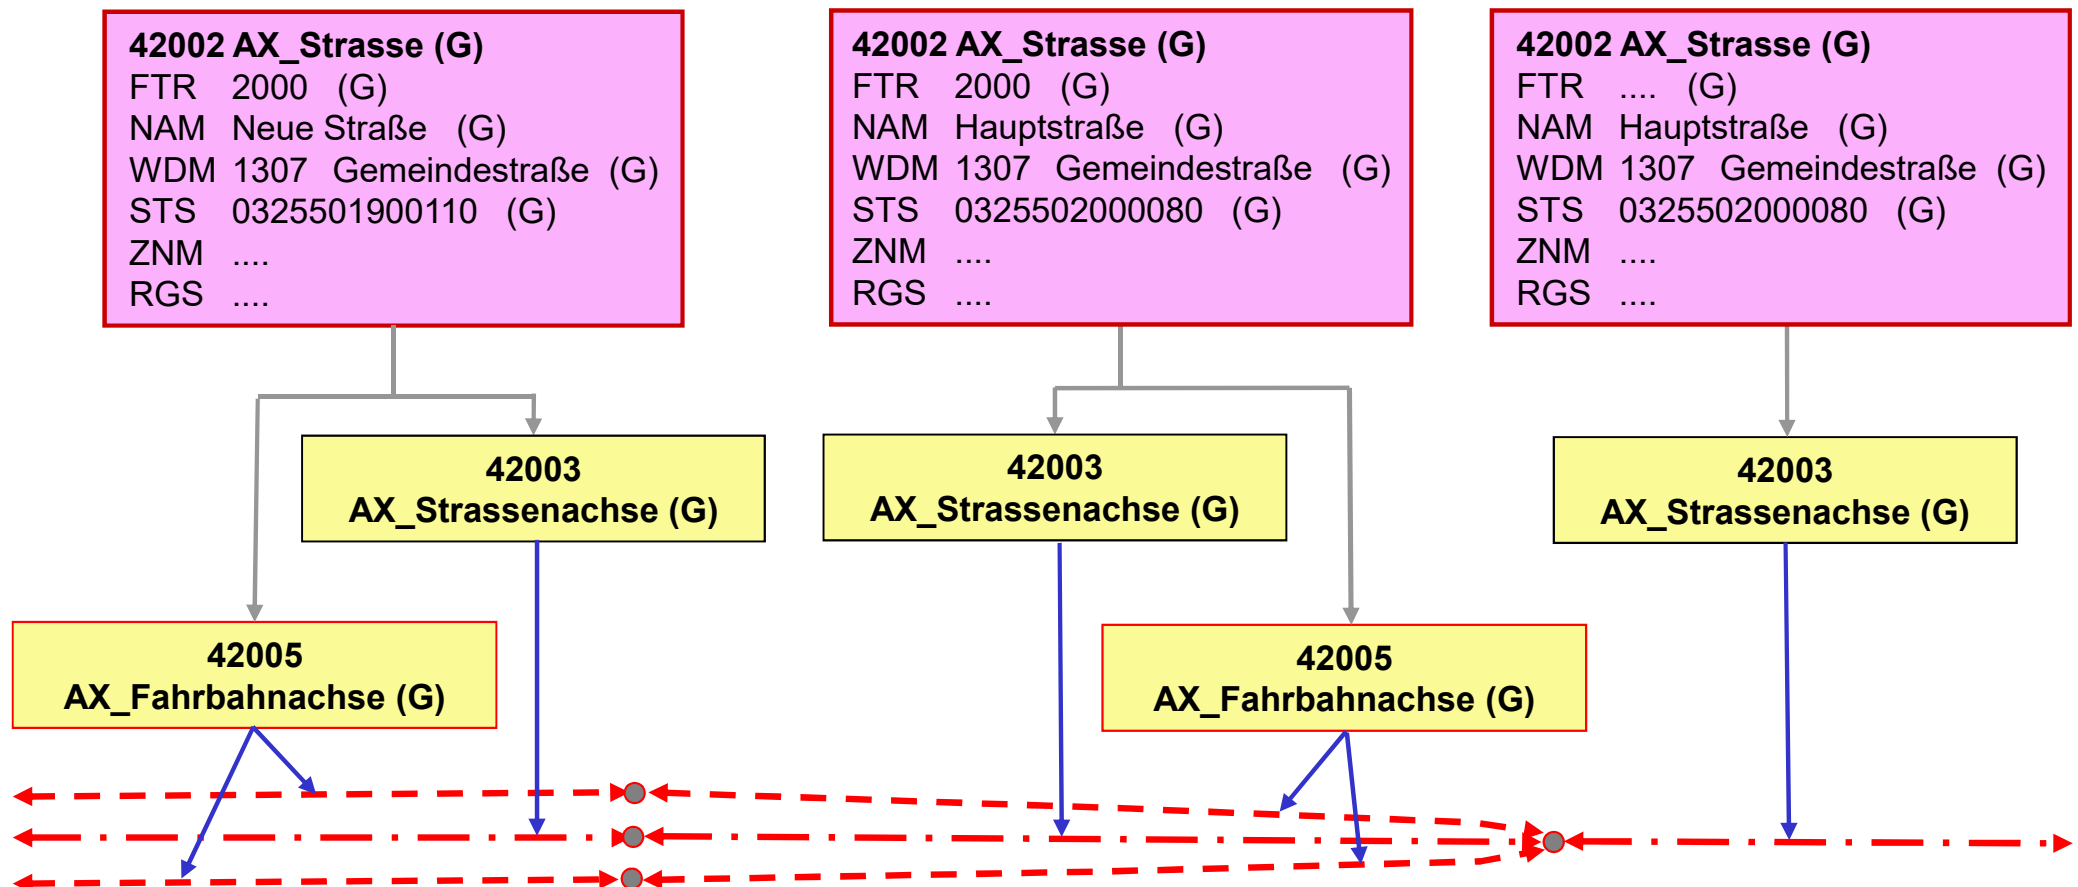 42002 AX_Strasse (G)
FTR 2000 (G)
NAM Neue Straße (G)
WDM 1307 Gemeindestraße (G)
STS 0325501900110 (G)
ZNM ....
RGS ....
42002 AX_Strasse (G)
FTR 2000 (G)
NAM Hauptstraße (G)
WDM 1307 Gemeindestraße (G)
STS 0325502000080 (G)
ZNM ....
RGS ....
42002 AX_Strasse (G)
FTR .... (G)
NAM Hauptstraße (G)
WDM 1307 Gemeindestraße (G)
STS 0325502000080 (G)
ZNM ....
RGS ....
42003
AX_Strassenachse (G)
42003
AX_Strassenachse (G)
42003
AX_Strassenachse (G)
42005
AX_Fahrbahnachse (G)
42005
AX_Fahrbahnachse (G)